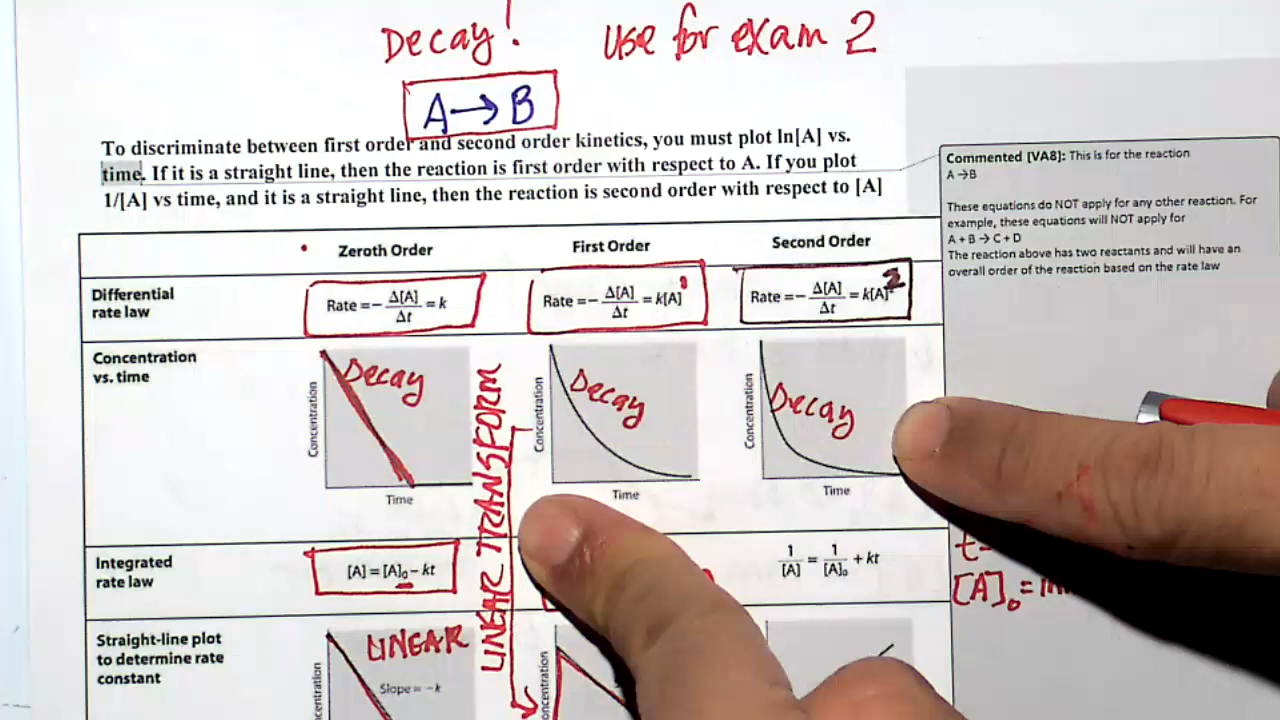 Decay! use for exam 2
A → B
To discriminate between first order and second order kinetics, you must plot ln[A] vs.
time. If it is a straight line, then the reaction is first order with respect to A. If you plot
1/[A] vs time, and it is a straight line, then the reaction is second order with respect to [A]
Commented [VA8]: This is for the reaction
A →B
These equations do NOT apply for any other reaction. For
example, these equations will NOT apply for
A + B → C + D
The reaction above has two reactants and will have an
overall order of the reaction based on the rate law
Zeroth Order First Order Second Order
Differential
rate law
Rate = − Δ[A]/Δt = k
Rate = − Δ[A]/Δt = k[A]
Rate = − Δ[A]/Δt = k[A]²
Concentration
vs. time
Concentration
Decay
Time
LINEAR TRANSFORM
Concentration
Decay
Time
Concentration
Decay
Time
Integrated
rate law
[A] = [A]₀ − kt
1/[A] = 1/[A]₀ + kt
[A]₀ =
Straight-line plot
to determine rate
constant
LINEAR
Slope = −k